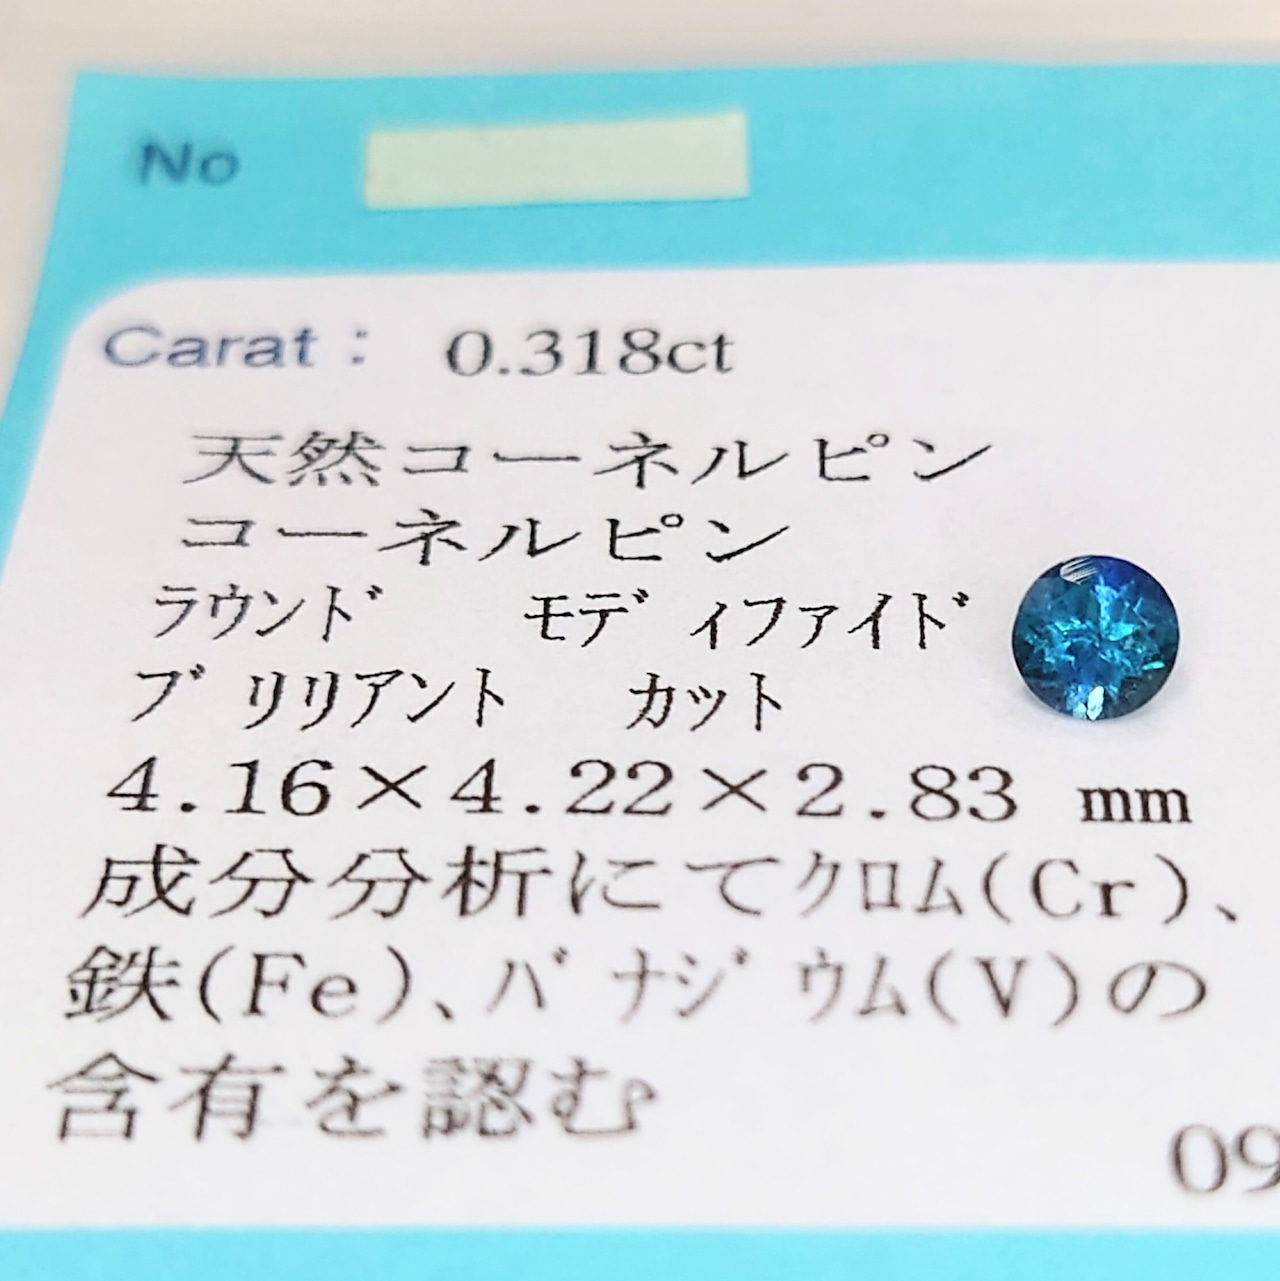 No
Carat： 0.318ct
天然コーネルピン
コーネルピン
ﾗｳﾝﾄﾞ ﾓﾃﾞｨﾌｧｲﾄﾞ
ﾌﾞﾘﾘｱﾝﾄ ｶｯﾄ
4.16×4.22×2.83 mm
成分分析にてｸﾛﾑ(Cr)、
鉄(Fe)、ﾊﾞﾅｼﾞｳﾑ(V)の
含有を認む
09